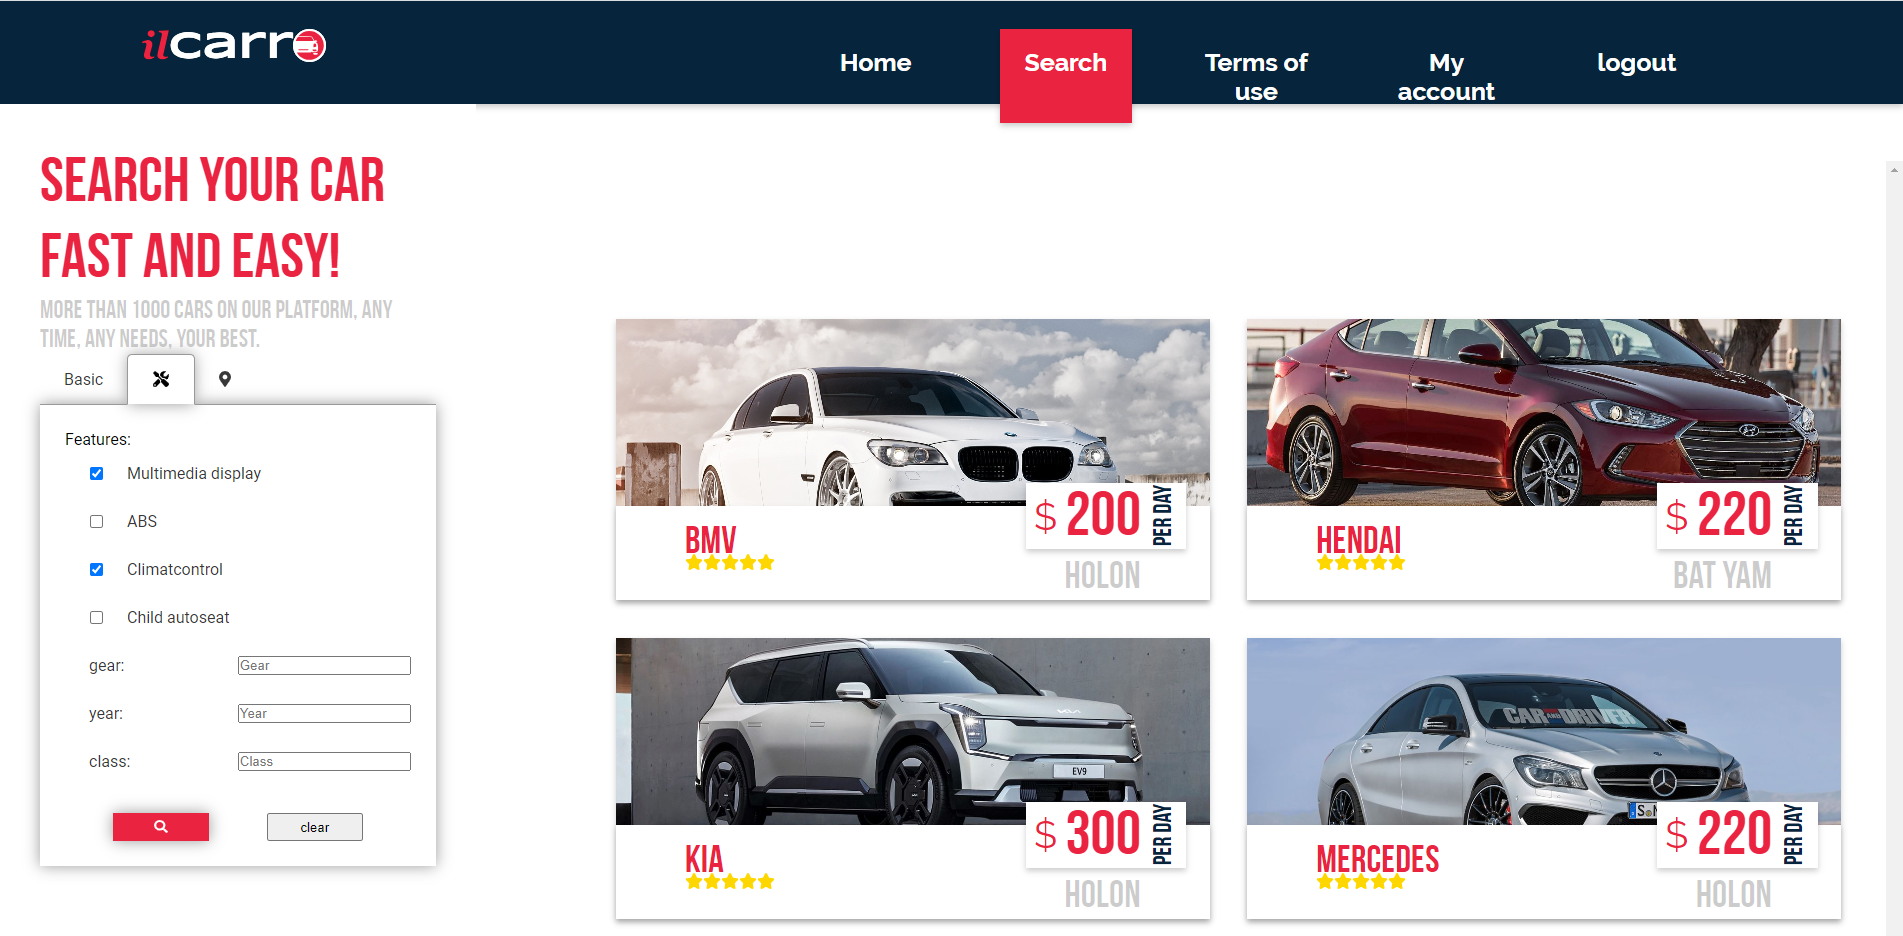 ilcarro
Home
Search
Terms of
use
My
account
logout
SEARCH YOUR CAR
FAST AND EASY!
MORE THAN 1000 CARS ON OUR PLATFORM, ANY
TIME, ANY NEEDS, YOUR BEST.
Basic
Features:
Multimedia display
ABS
Climatcontrol
Child autoseat
gear:
Gear
year:
Year
class:
Class
clear
$ 200 PER DAY
BMV
HOLON
$ 220 PER DAY
HENDAI
BAT YAM
KIA
EV9
$ 300 PER DAY
KIA
HOLON
CAR AND DRIVER
$ 220 PER DAY
MERCEDES
HOLON